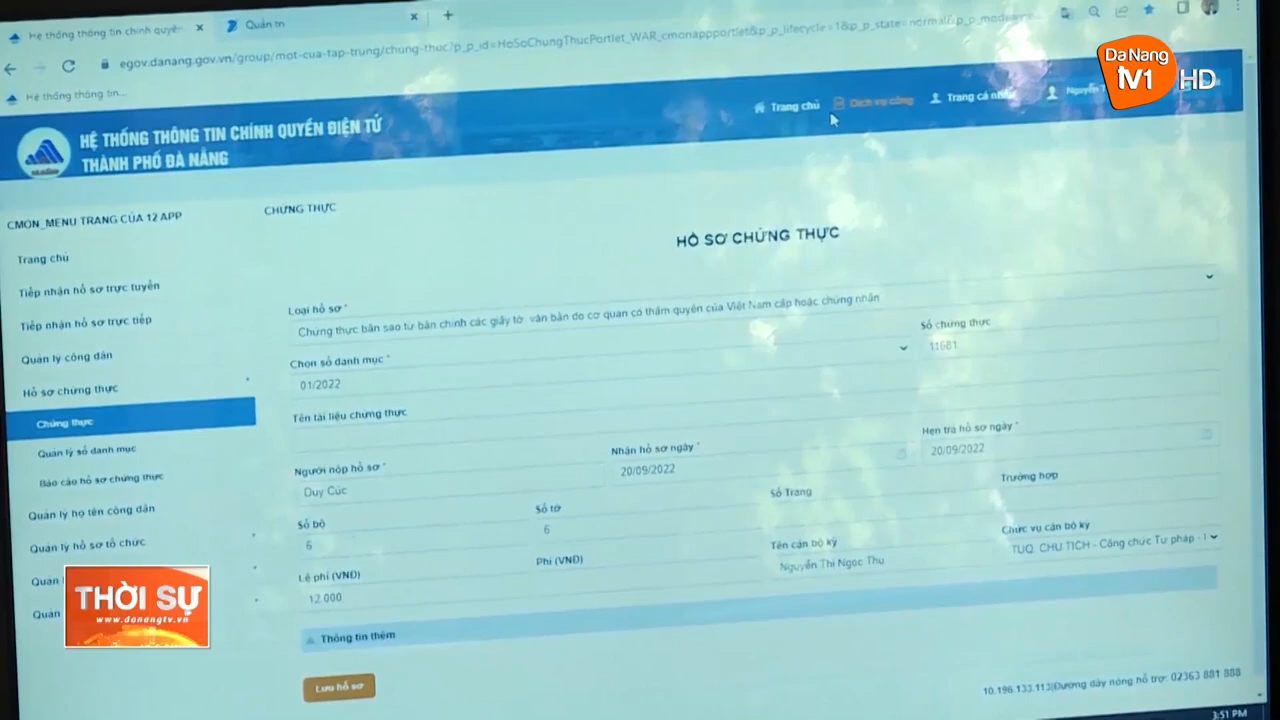 Hệ thống thông tin chính quyề
Quản trị
egov.danang.gov.vn/group/mot-cua-tap-trung/chung-thuc?p_p_id=HoSoChungThucPortlet_WAR_cmonappportlet&p_p_lifecycle=1&p_p_state=normal&p_p_mode
Hệ thống thông tin...
DaNang
TV1 HD
HỆ THỐNG THÔNG TIN CHÍNH QUYỀN ĐIỆN TỬ
THÀNH PHỐ ĐÀ NẴNG
Trang chủ
Dịch vụ công
Trang cá nhân
Nguyễn
CMON_MENU TRANG CỦA 12 APP
CHỨNG THỰC
HỒ SƠ CHỨNG THỰC
Trang chủ
Tiếp nhận hồ sơ trực tuyến
Tiếp nhận hồ sơ trực tiếp
Quản lý công dân
Hồ sơ chứng thực
Chứng thực
Quản lý sổ danh mục
Báo cáo hồ sơ chứng thực
Quản lý họ tên công dân
Quản lý hồ sơ tổ chức
Quản
Quản
Loại hồ sơ *
Chứng thực bản sao từ bản chính các giấy tờ văn bản do cơ quan có thẩm quyền của Việt Nam cấp hoặc chứng nhận
Chọn sổ danh mục *
01/2022
Số chứng thực
11681
Tên tài liệu chứng thực
Người nộp hồ sơ *
Duy Cúc
Nhận hồ sơ ngày *
20/09/2022
Hẹn trả hồ sơ ngày *
20/09/2022
Số bộ
6
Số tờ
6
Số Trang
Trường hợp
Lệ phí (VNĐ)
12.000
Phí (VNĐ)
Tên cán bộ ký
Nguyễn Thị Ngọc Thu
Chức vụ cán bộ ký
TUQ. CHỦ TỊCH - Công chức Tư pháp -
Thông tin thêm
Lưu hồ sơ
THỜI SỰ
www.danangtv.vn
10.196.133.113|Đường dây nóng hỗ trợ: 02363 881 888
3:51 PM